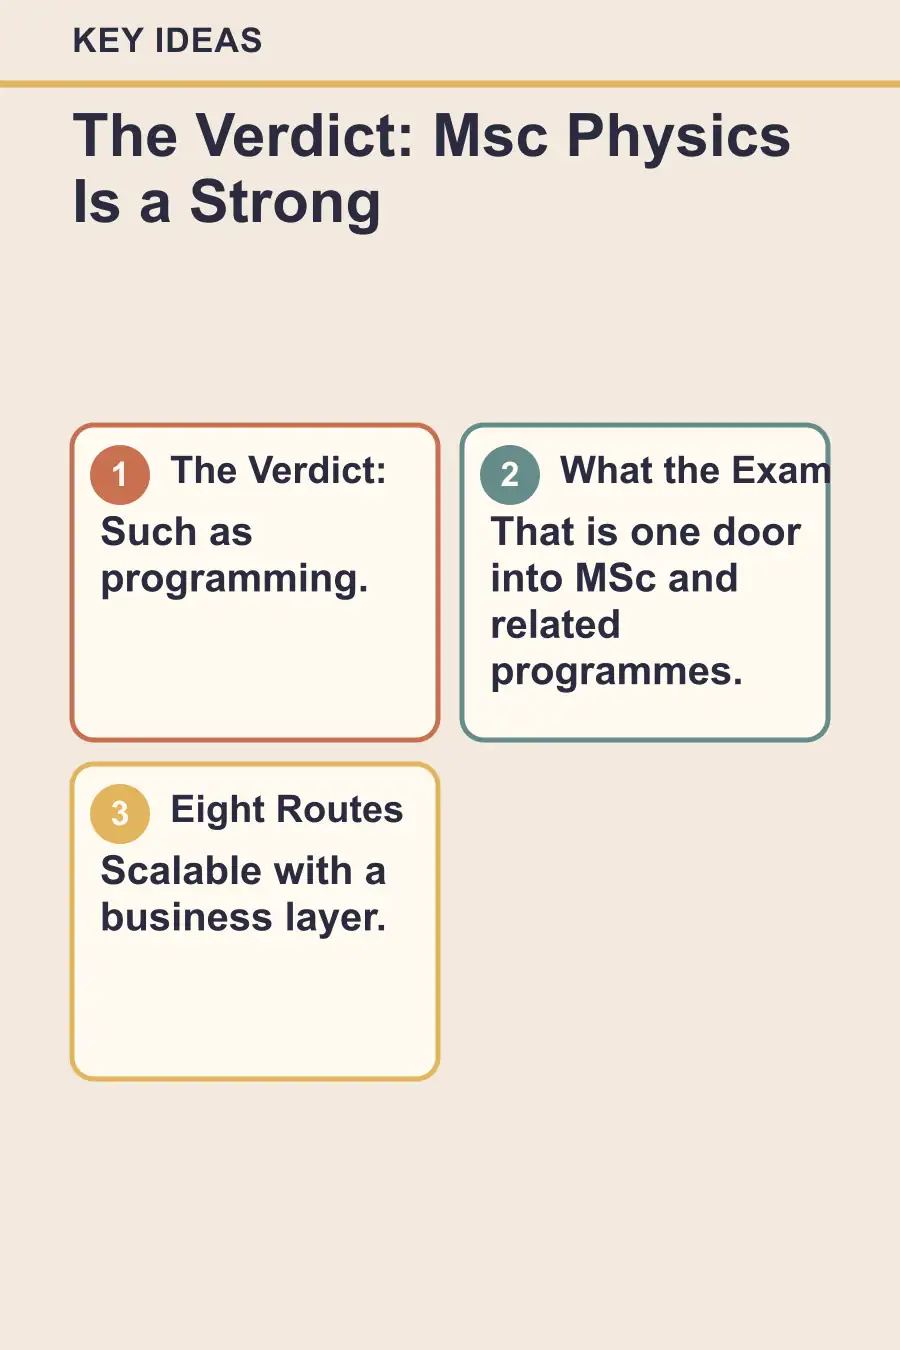 KEY IDEAS
The Verdict: Msc Physics
Is a Strong
1 The Verdict:
Such as
programming.
2 What the Exam
That is one door
into MSc and
related
programmes.
3 Eight Routes
Scalable with a
business layer.